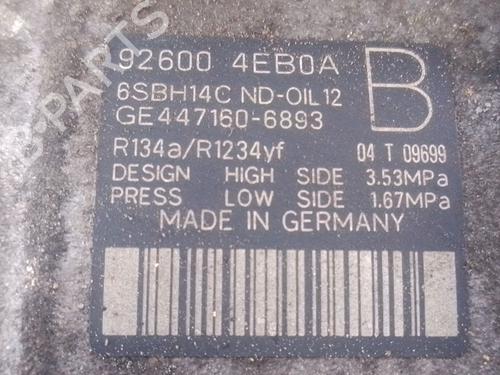 92600 4EB0A
B
6SBH14C ND-OIL12
GE447160-6893
R134a/R1234yf 04 T 09699
DESIGN HIGH SIDE 3.53MPa
PRESS LOW SIDE 1.67MPa
MADE IN GERMANY
B-PARTS